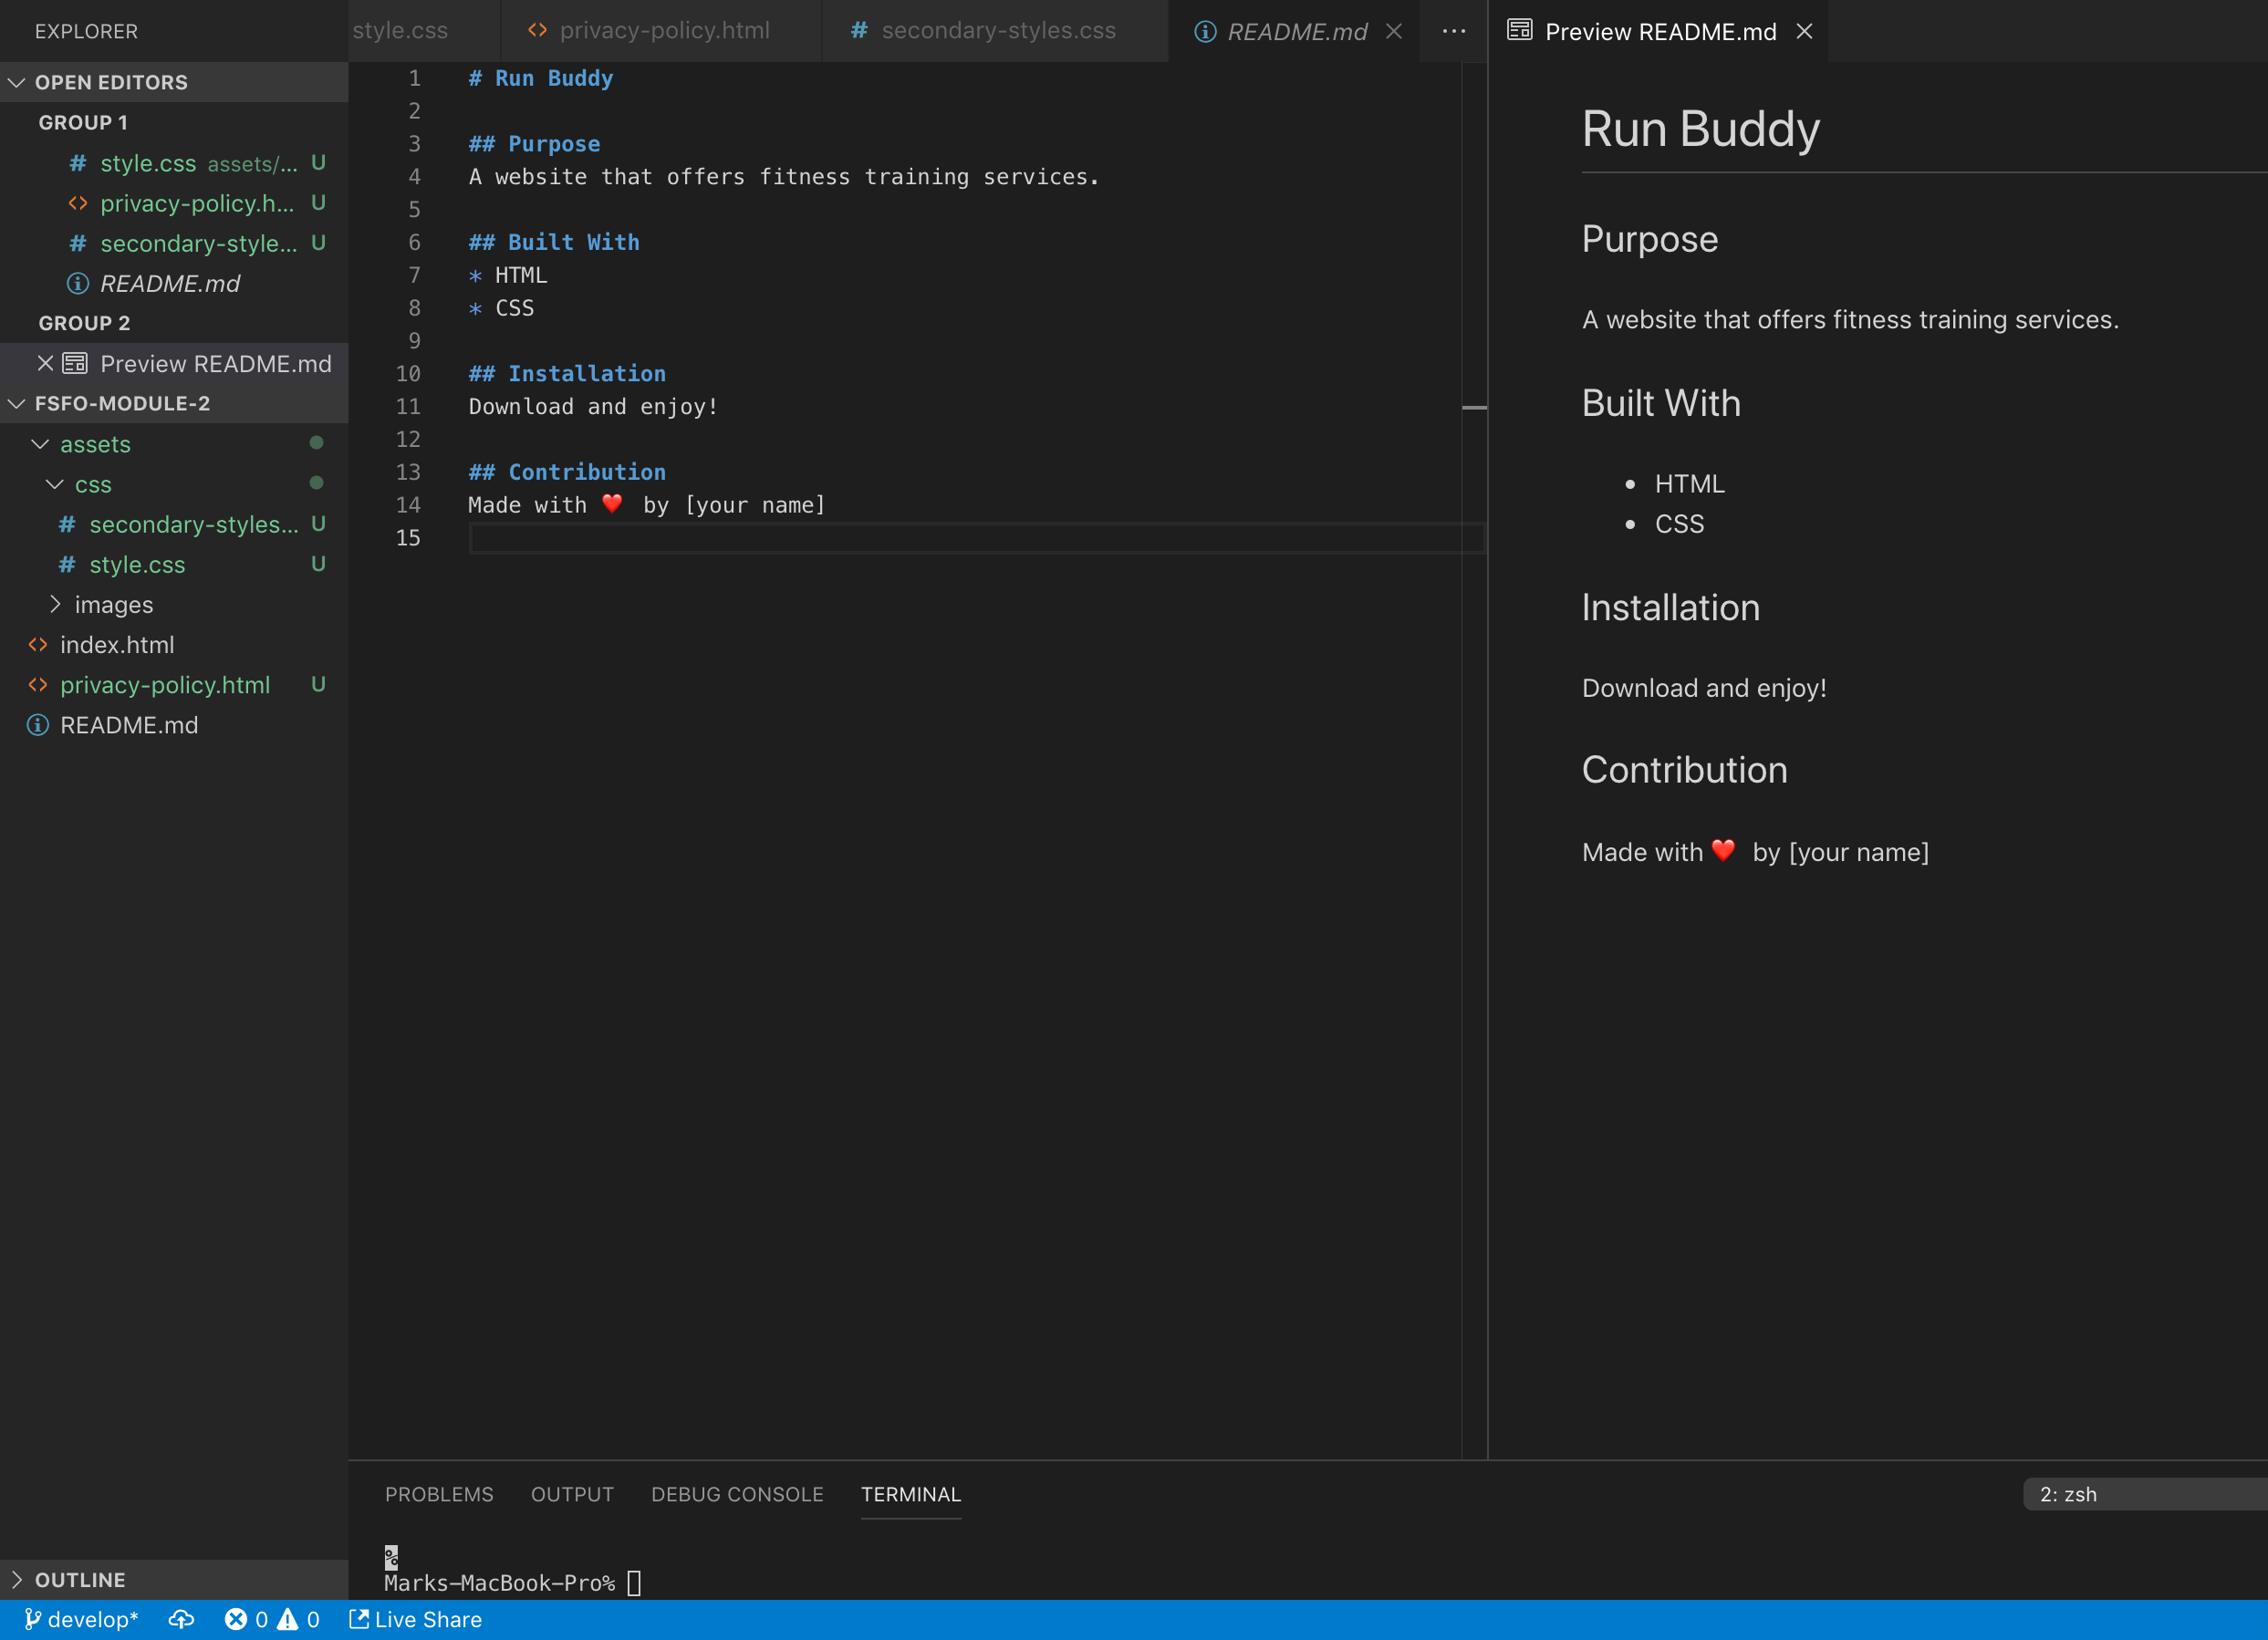 EXPLORER
OPEN EDITORS
GROUP 1
# style.css assets/... U
<> privacy-policy.h... U
# secondary-style... U
README.md
GROUP 2
Preview README.md
FSFO-MODULE-2
assets
css
# secondary-styles... U
# style.css U
images
<> index.html
<> privacy-policy.html U
README.md
OUTLINE
style.css
<> privacy-policy.html
# secondary-styles.css
README.md
1 # Run Buddy
2
3 ## Purpose
4 A website that offers fitness training services.
5
6 ## Built With
7 * HTML
8 * CSS
9
10 ## Installation
11 Download and enjoy!
12
13 ## Contribution
14 Made with ❤️ by [your name]
15
Preview README.md
Run Buddy
Purpose
A website that offers fitness training services.
Built With
• HTML
• CSS
Installation
Download and enjoy!
Contribution
Made with ❤️ by [your name]
PROBLEMS OUTPUT DEBUG CONSOLE TERMINAL
2: zsh
%
Marks-MacBook-Pro%
develop* 0 0 Live Share